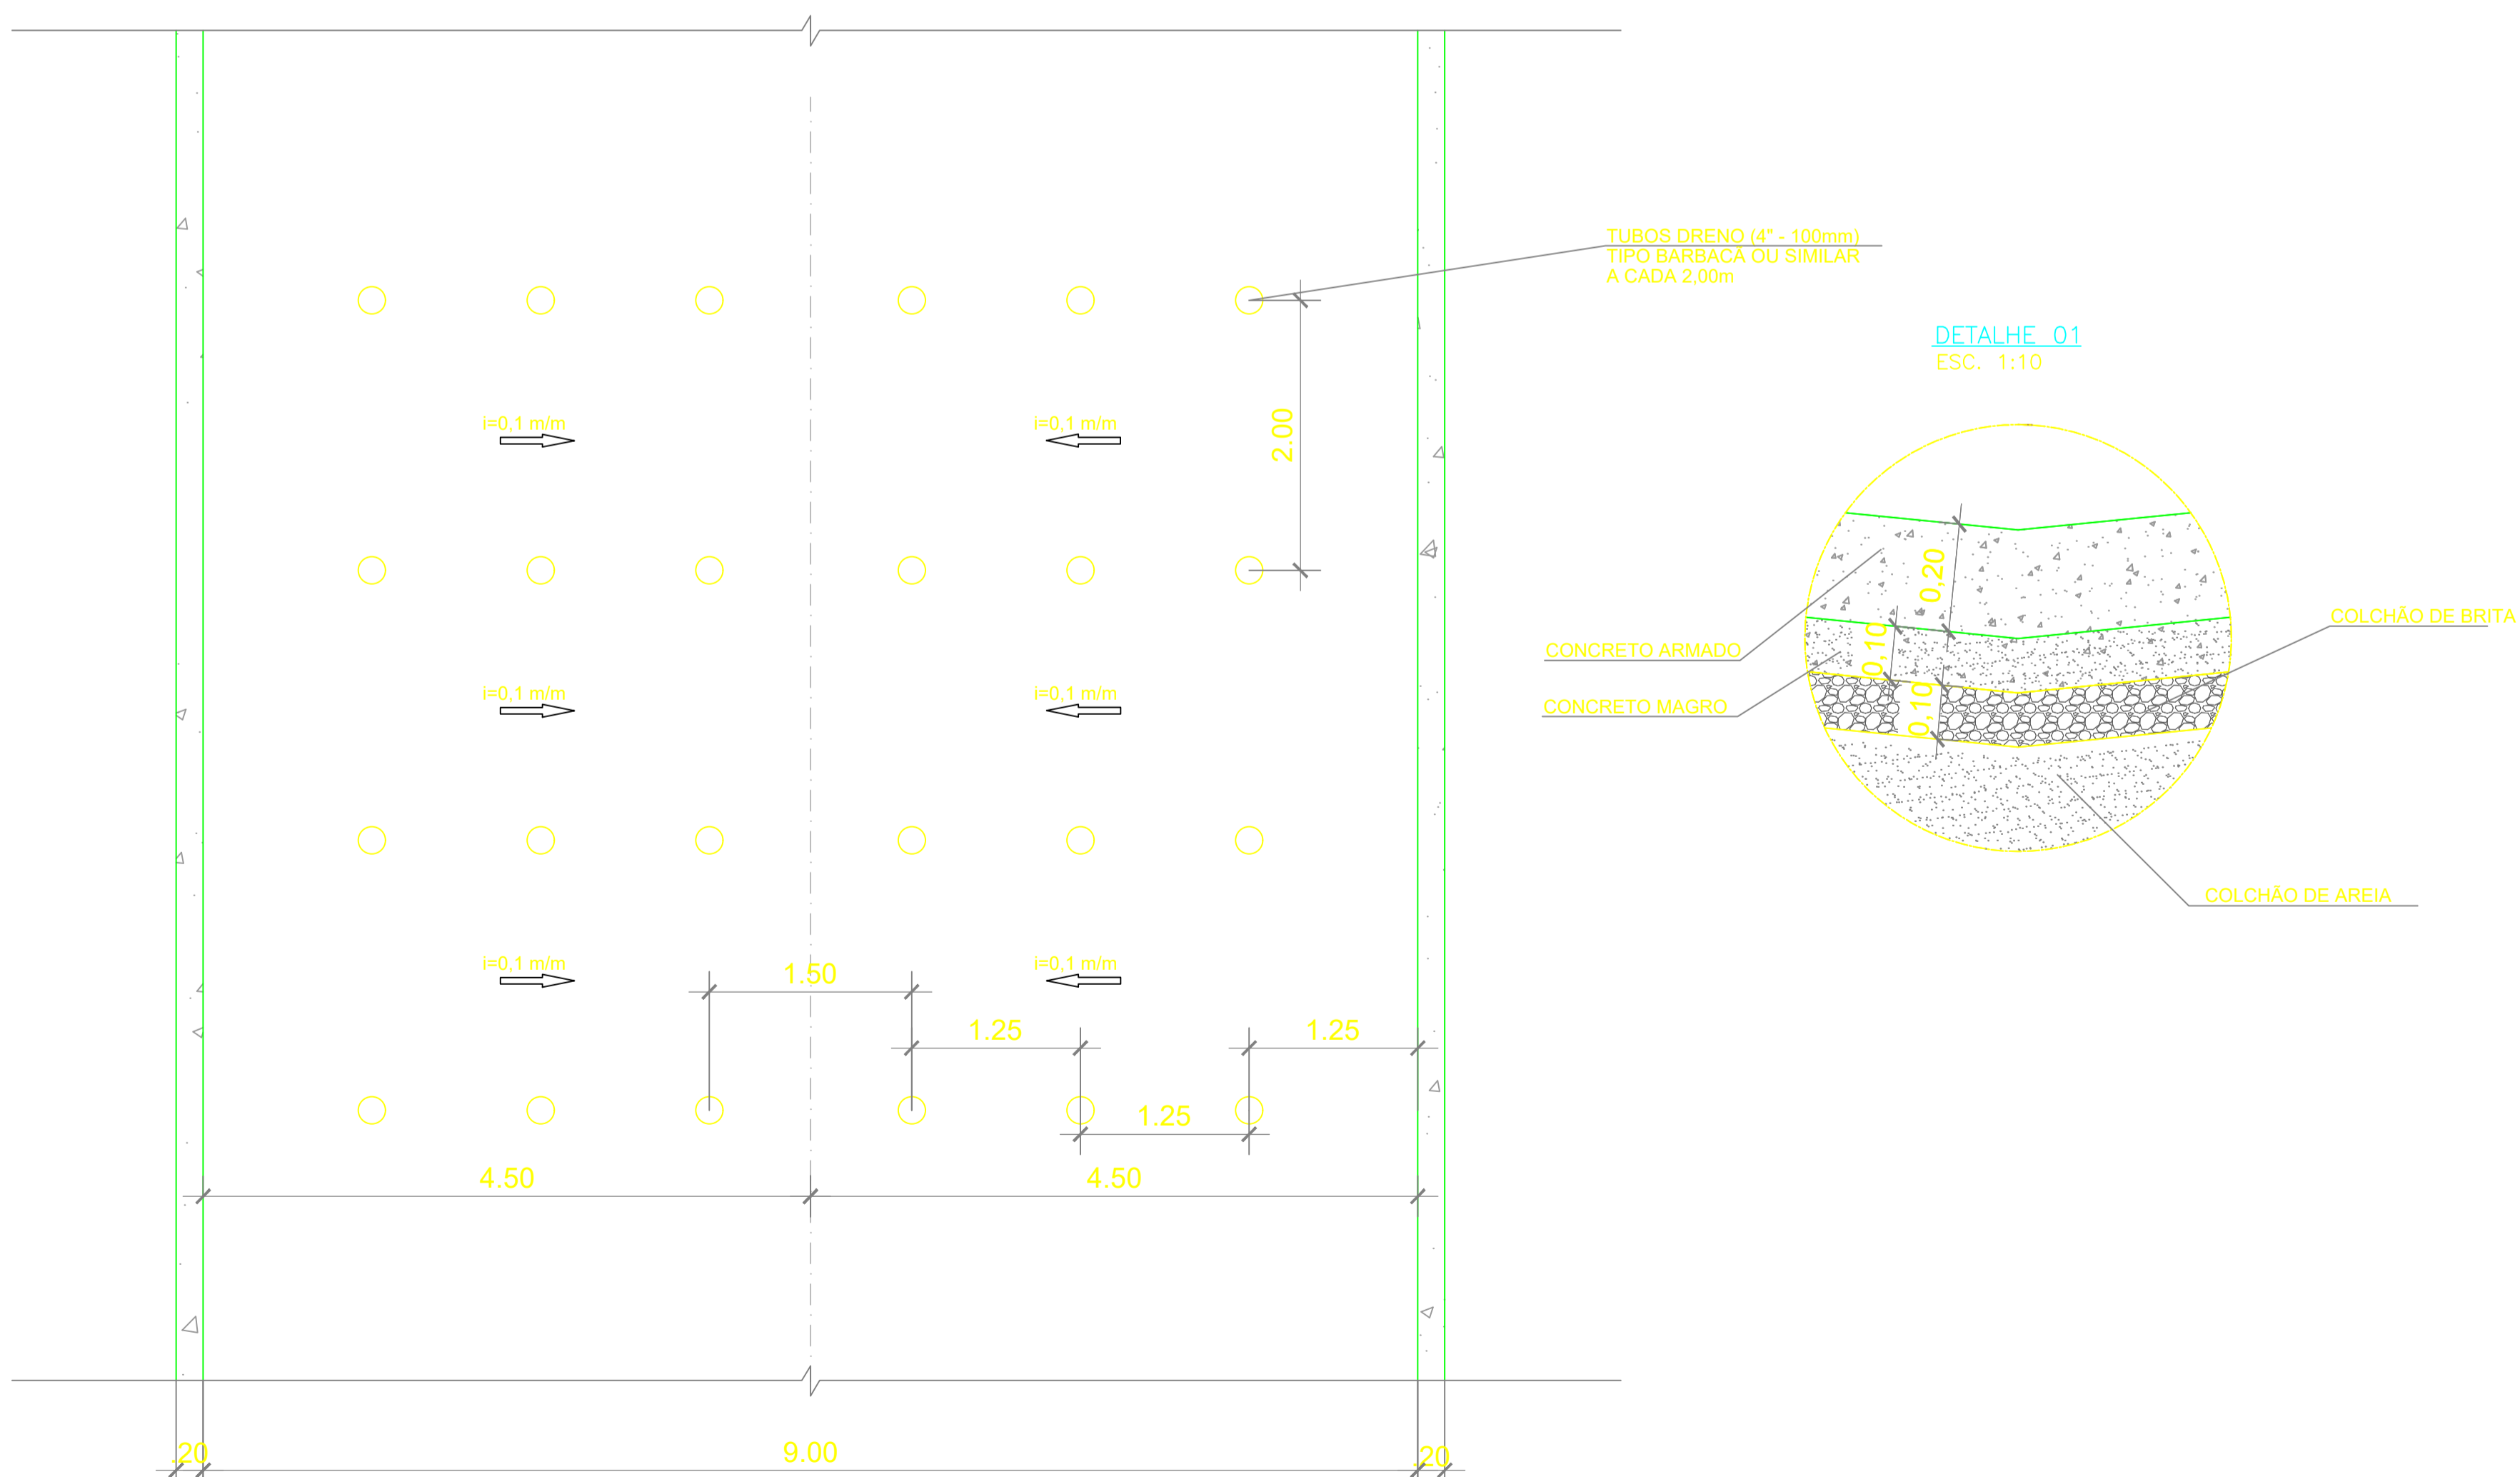 TUBOS DRENO (4" - 100mm)
TIPO BARBACÃ OU SIMILAR
A CADA 2,00m
DETALHE 01
ESC. 1:10
i=0,1 m/m
i=0,1 m/m
2.00
0,20
0,10
0,10
CONCRETO ARMADO
COLCHÃO DE BRITA
CONCRETO MAGRO
i=0,1 m/m
i=0,1 m/m
COLCHÃO DE AREIA
i=0,1 m/m
i=0,1 m/m
1.50
1.25
1.25
1.25
4.50
4.50
.20
9.00
.20